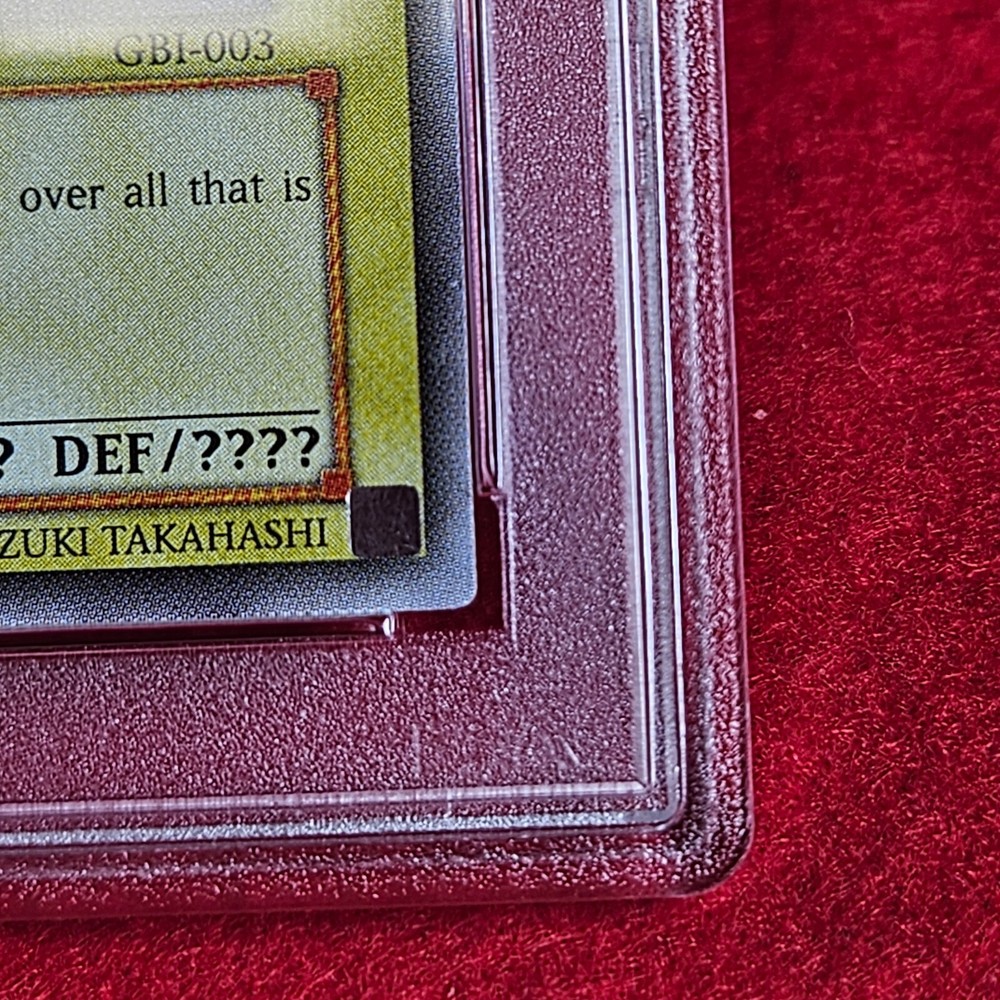 GBI-003
over all that is
? DEF/????
ZUKI TAKAHASHI